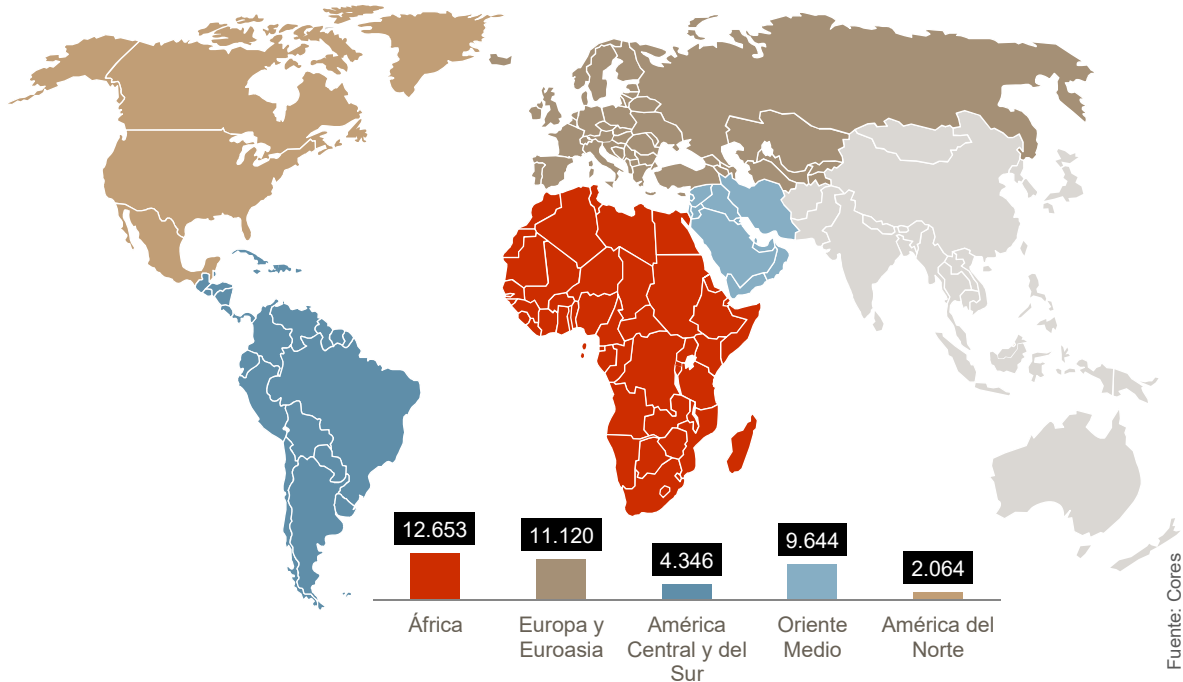 12.653
11.120
4.346
9.644
2.064
África
Europa y
Euroasia
América
Central y del
Sur
Oriente
Medio
América del
Norte
Fuente: Cores